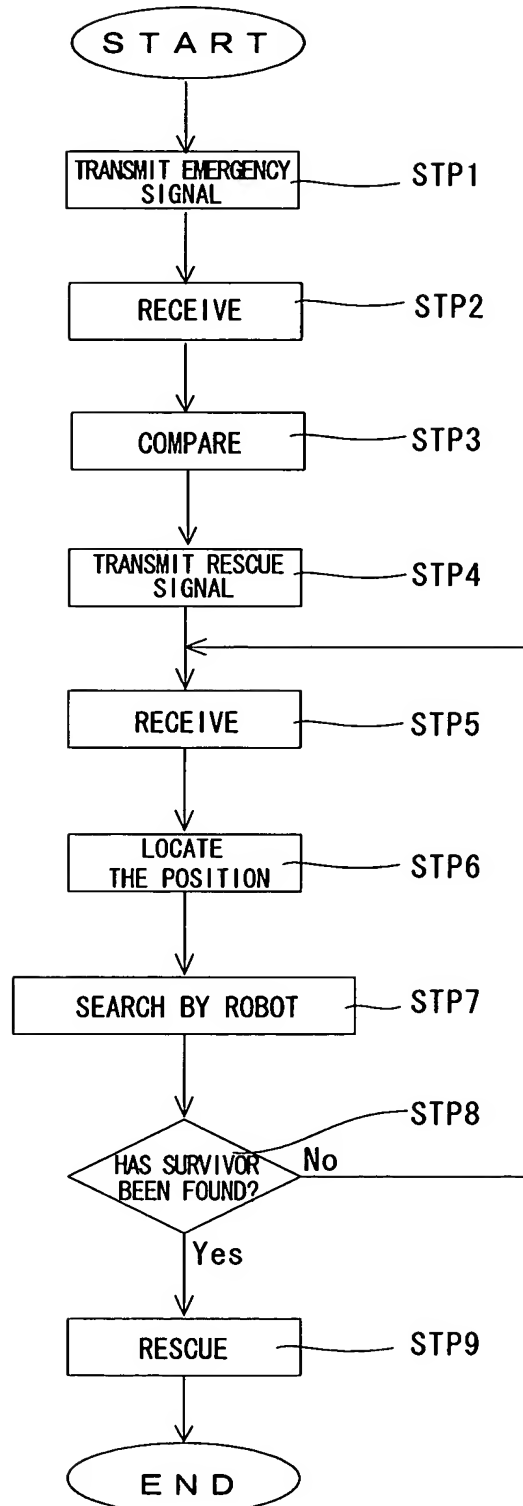 START
TRANSMIT EMERGENCY
SIGNAL
STP1
RECEIVE
STP2
COMPARE
STP3
TRANSMIT RESCUE
SIGNAL
STP4
RECEIVE
STP5
LOCATE
THE POSITION
STP6
SEARCH BY ROBOT
STP7
STP8
HAS SURVIVOR
BEEN FOUND?
No
Yes
RESCUE
STP9
END